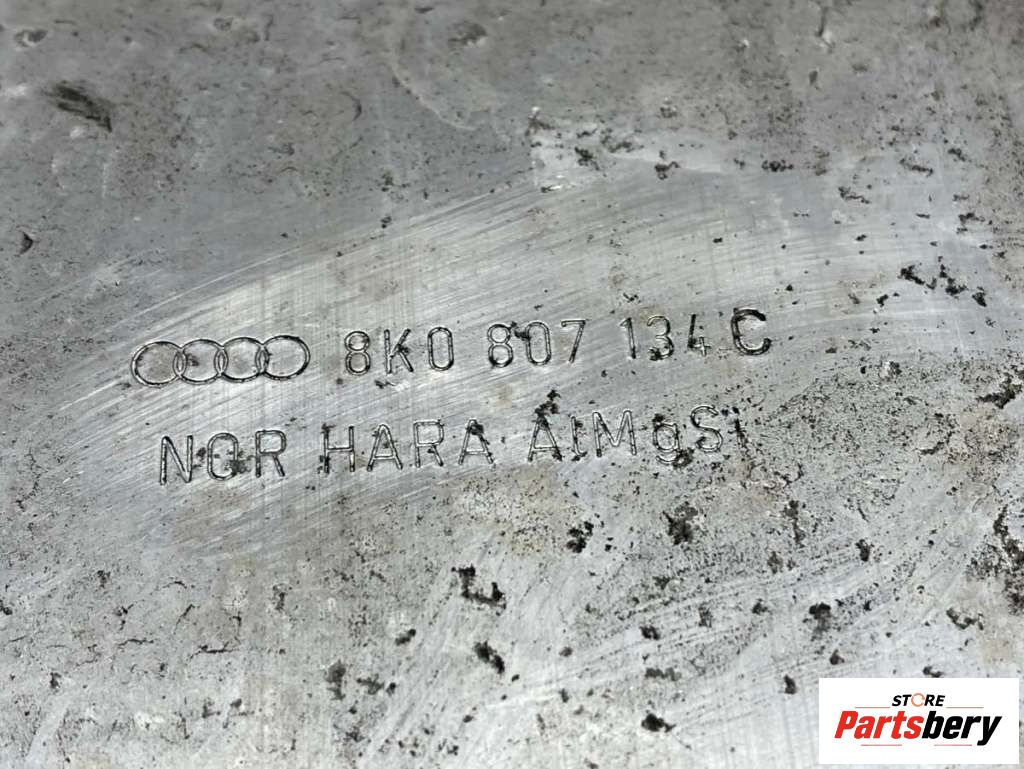 8K0 807 134 C
NOR HARA AlMgSi
STORE
Partsbery